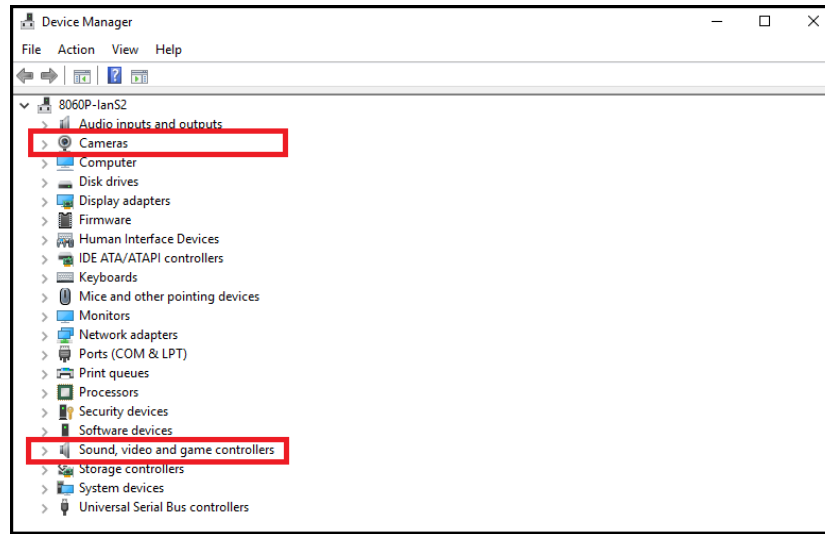 Device Manager
File Action View Help
8060P-IanS2
Audio inputs and outputs
Cameras
Computer
Disk drives
Display adapters
Firmware
Human Interface Devices
IDE ATA/ATAPI controllers
Keyboards
Mice and other pointing devices
Monitors
Network adapters
Ports (COM & LPT)
Print queues
Processors
Security devices
Software devices
Sound, video and game controllers
Storage controllers
System devices
Universal Serial Bus controllers